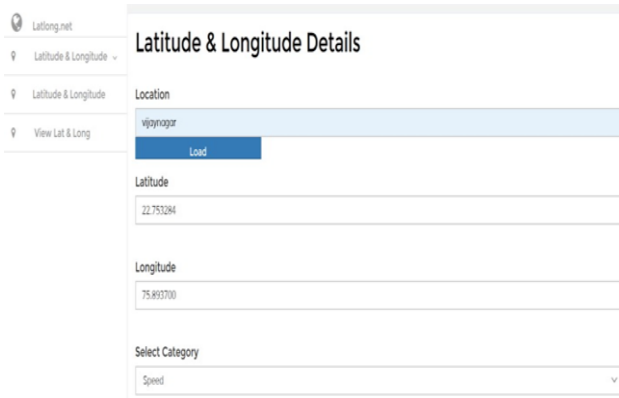 Latlong.net
Latitude & Longitude
Latitude & Longitude
View Lat & Long
Latitude & Longitude Details
Location
vijaynagar
Load
Latitude
22.753284
Longitude
75.893700
Select Category
Speed